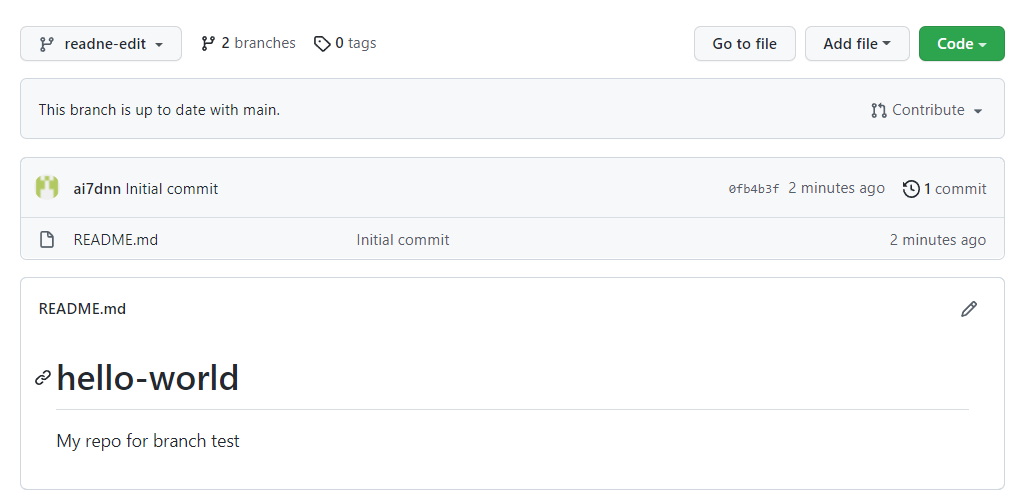 readne-edit 2 branches 0 tags Go to file Add file Code
This branch is up to date with main. Contribute
ai7dnn Initial commit 0fb4b3f 2 minutes ago 1 commit
README.md Initial commit 2 minutes ago
README.md
hello-world
My repo for branch test